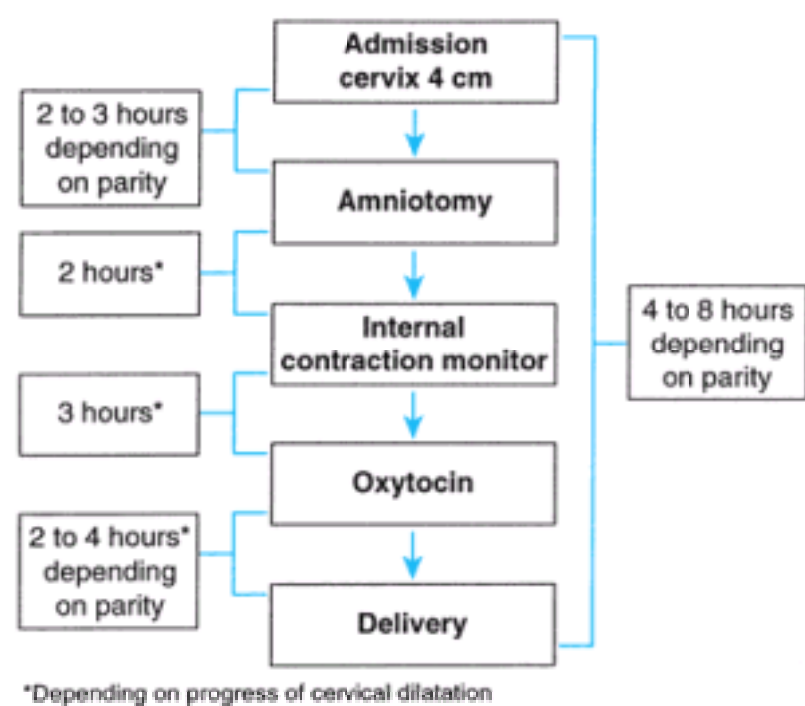 Admission
cervix 4 cm
2 to 3 hours
depending
on parity
Amniotomy
2 hours*
Internal
contraction monitor
4 to 8 hours
depending
on parity
3 hours*
Oxytocin
2 to 4 hours*
depending
on parity
Delivery
*Depending on progress of cervical dilatation